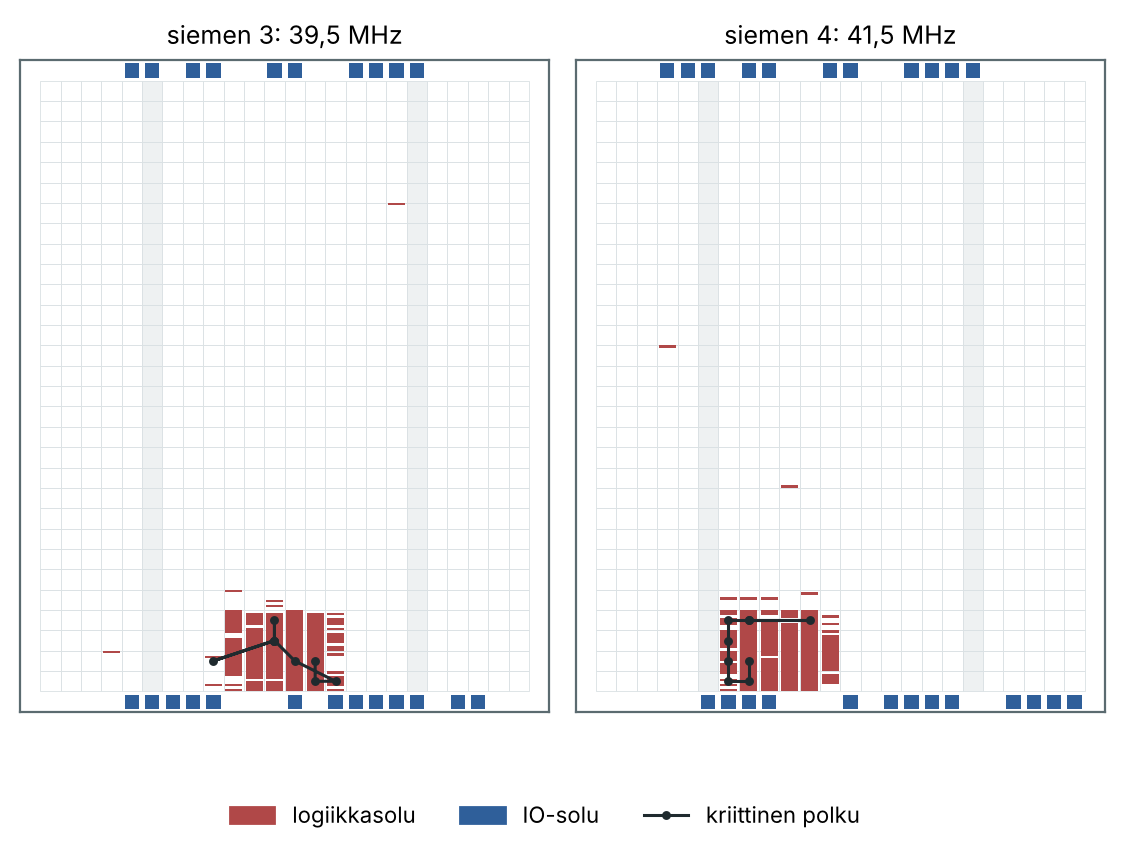 siemen 3: 39,5 MHz
siemen 4: 41,5 MHz
logiikkasolu
IO-solu
kriittinen polku